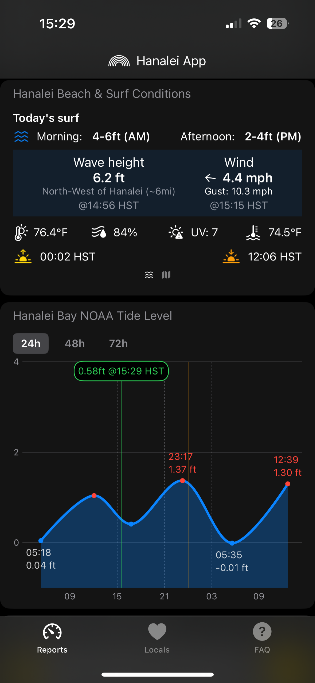 15:29
26
Hanalei App
Hanalei Beach & Surf Conditions
Today's surf
Morning: 4-6ft (AM) Afternoon: 2-4ft (PM)
Wave height Wind
6.2 ft ← 4.4 mph
North-West of Hanalei (~6mi) Gust: 10.3 mph
@14:56 HST @15:15 HST
76.4°F 84% UV: 7 74.5°F
00:02 HST 12:06 HST
Hanalei Bay NOAA Tide Level
24h 48h 72h
4
0.58ft @15:29 HST
2
23:17 12:39
1.37 ft 1.30 ft
0
05:18 05:35
0.04 ft -0.01 ft
09 15 21 03 09
Reports Locals ? FAQ